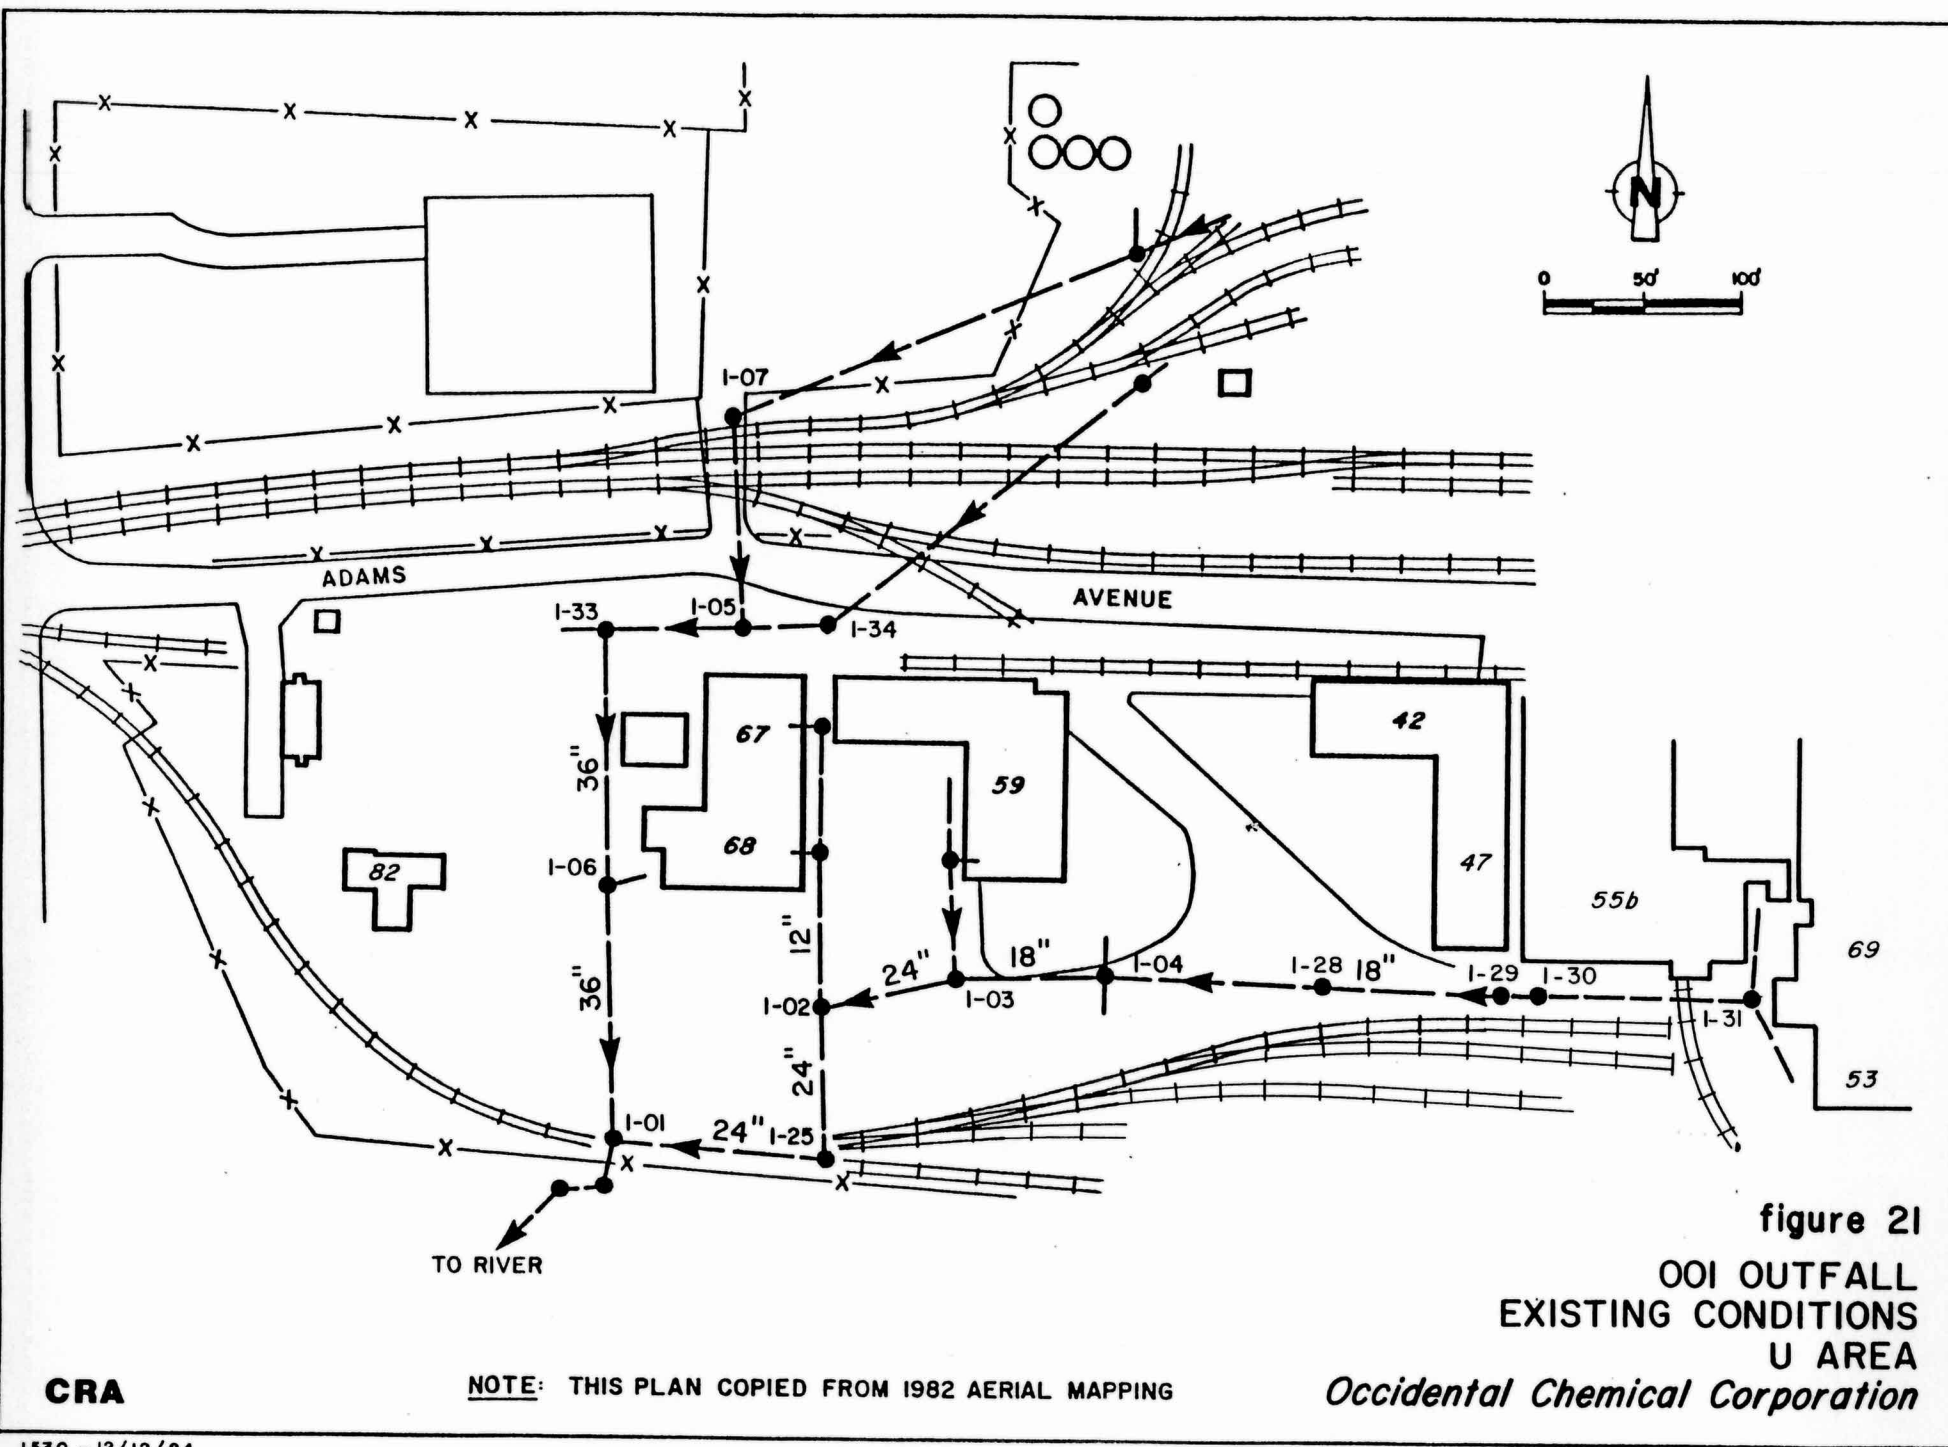 N
0 50' 100'
1-07
ADAMS
AVENUE
1-33
1-05
1-34
67
42
36"
59
68
1-06
82
47
55b
12"
69
18"
24"
1-04
1-28
18"
1-29
1-30
36"
1-02
1-03
1-31
24"
53
1-01
24"
1-25
TO RIVER
figure 21
001 OUTFALL
EXISTING CONDITIONS
U AREA
Occidental Chemical Corporation
CRA
NOTE: THIS PLAN COPIED FROM 1982 AERIAL MAPPING